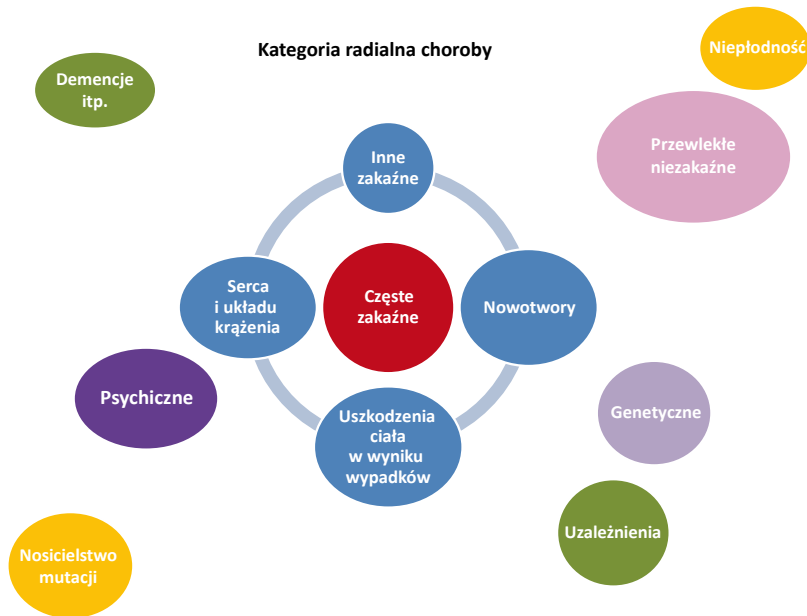 Kategoria radialna choroby
Niepłodność
Demencje
itp.
Przewlekłe
niezakaźne
Inne
zakaźne
Serca
i układu
krążenia
Częste
zakaźne
Nowotwory
Psychiczne
Uszkodzenia
ciała
w wyniku
wypadków
Genetyczne
Uzależnienia
Nosicielstwo
mutacji